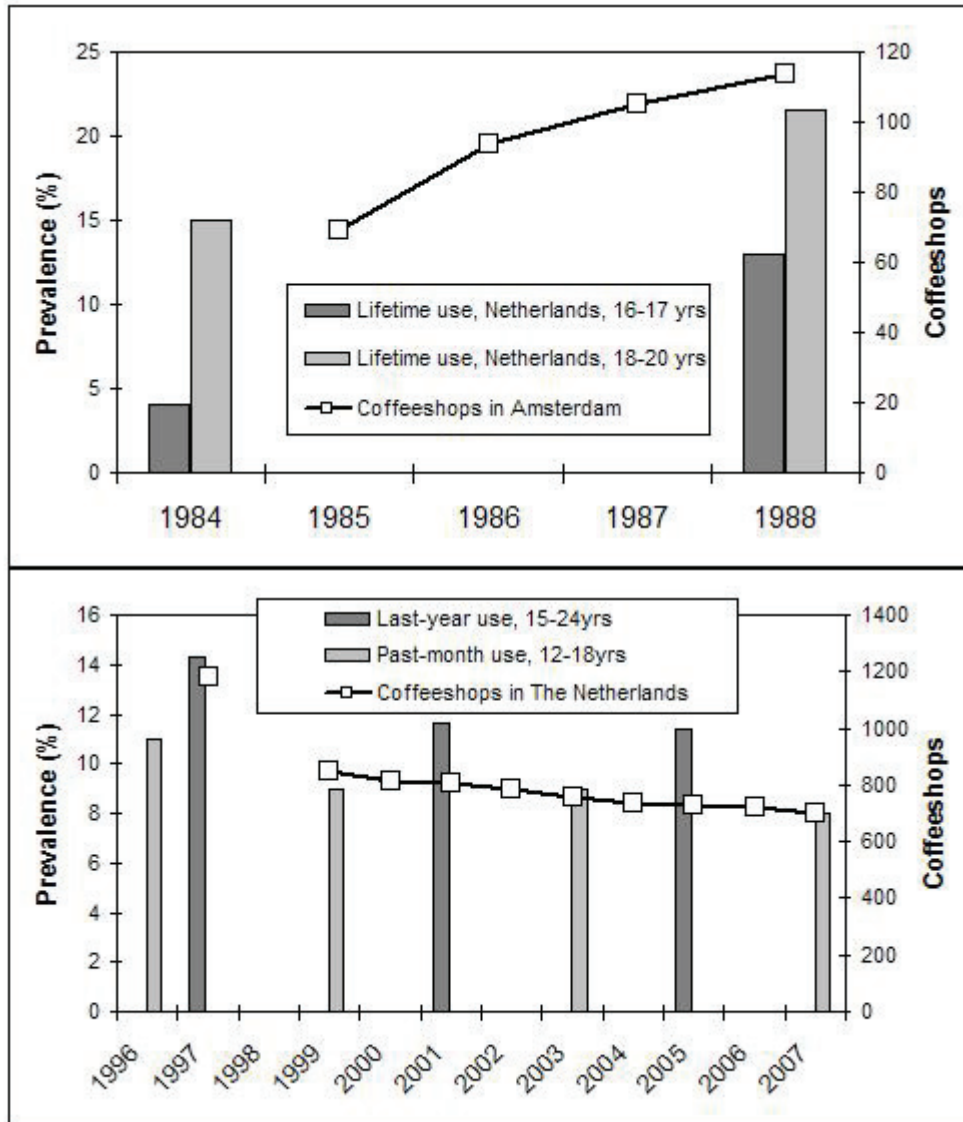 25
20
15
10
5
0
Prevalence (%)
120
100
80
60
40
20
0
Coffeeshops
Lifetime use, Netherlands, 16-17 yrs
Lifetime use, Netherlands, 18-20 yrs
Coffeeshops in Amsterdam
1984 1985 1986 1987 1988
16
14
12
10
8
6
4
2
0
Prevalence (%)
1400
1200
1000
800
600
400
200
0
Coffeeshops
Last-year use, 15-24yrs
Past-month use, 12-18yrs
Coffeeshops in The Netherlands
1996 1997 1998 1999 2000 2001 2002 2003 2004 2005 2006 2007